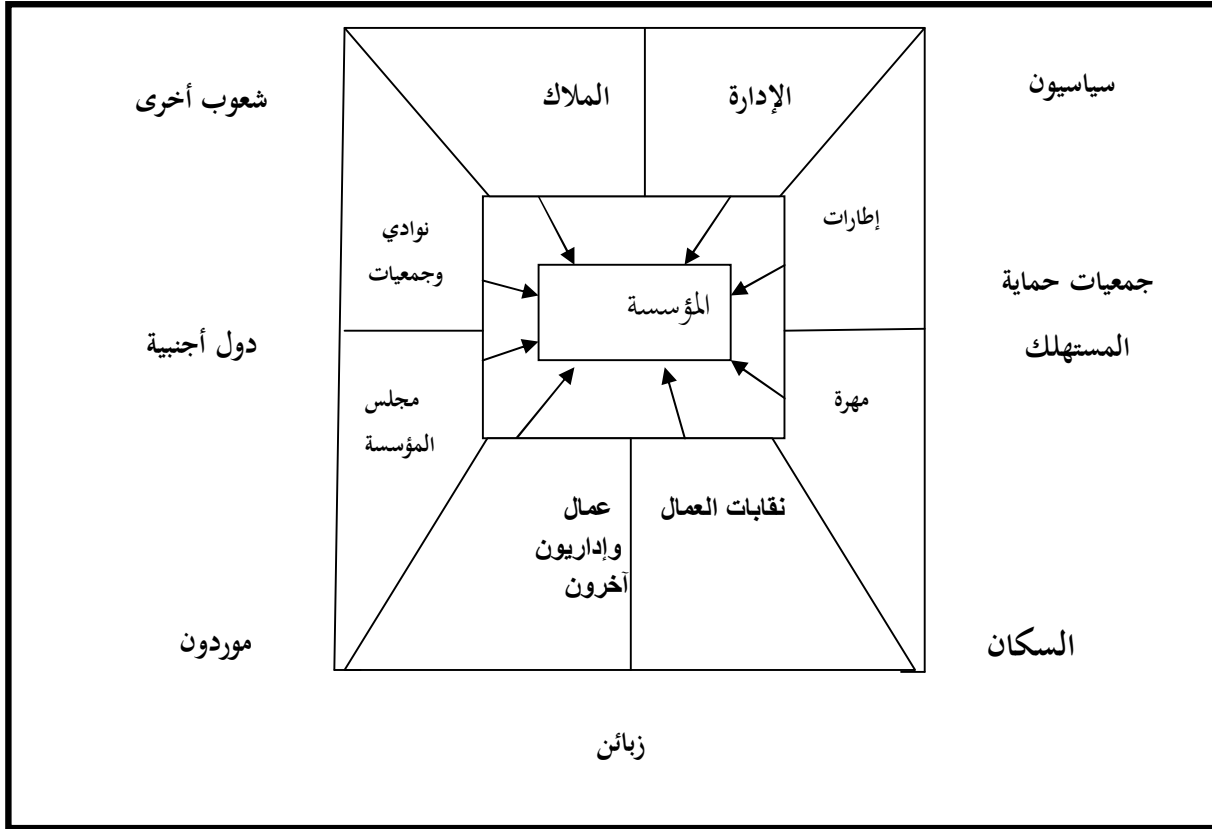 سياسيون
الإدارة
الملاك
شعوب أخرى
إطارات
نوادي
وجمعيات
جمعيات حماية
المستهلك
المؤسسة
دول أجنبية
مهرة
مجلس
المؤسسة
نقابات العمال
عمال
وإداريون
آخرون
السكان
موردون
زبائن